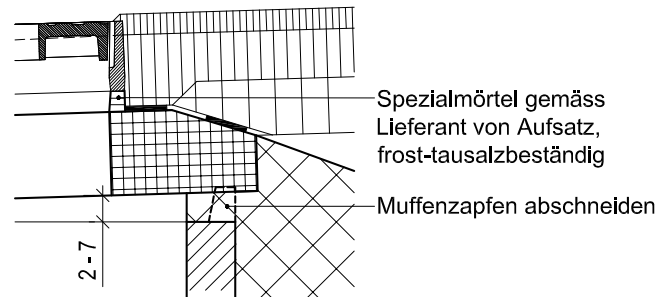 Spezialmörtel gemäss
Lieferant von Aufsatz,
frost-tausalzbeständig
Muffenzapfen abschneiden
2 - 7